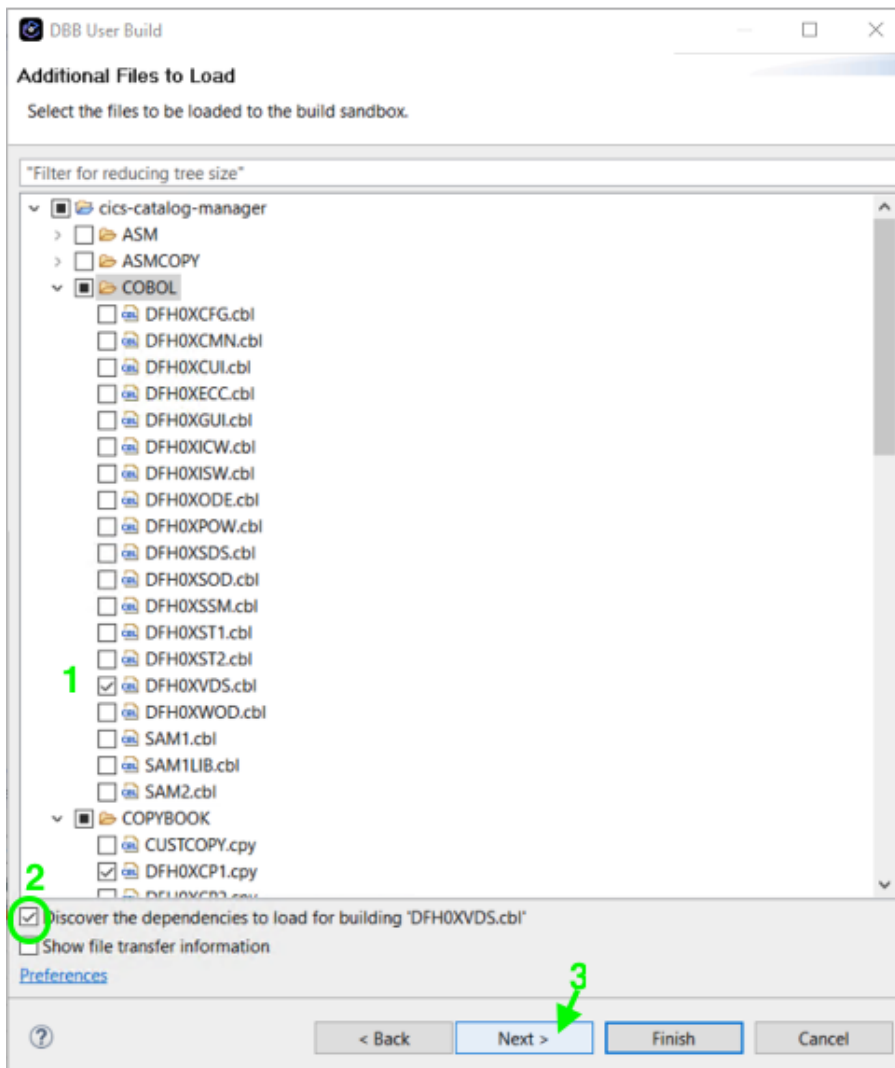 DBB User Build
Additional Files to Load
Select the files to be loaded to the build sandbox.
"Filter for reducing tree size"
cics-catalog-manager
ASM
ASMCOPY
COBOL
DFH0XCFG.cbl
DFH0XCMN.cbl
DFH0XCUI.cbl
DFH0XECC.cbl
DFH0XGUI.cbl
DFH0XICW.cbl
DFH0XISW.cbl
DFH0XODE.cbl
DFH0XPOW.cbl
DFH0XSDS.cbl
DFH0XSOD.cbl
DFH0XSSM.cbl
DFH0XST1.cbl
DFH0XST2.cbl
1 DFH0XVDS.cbl
DFH0XWOD.cbl
SAM1.cbl
SAM1LIB.cbl
SAM2.cbl
COPYBOOK
CUSTCOPY.cpy
DFH0XCP1.cpy
2
Discover the dependencies to load for building 'DFH0XVDS.cbl'
Show file transfer information
Preferences
3
? < Back Next > Finish Cancel